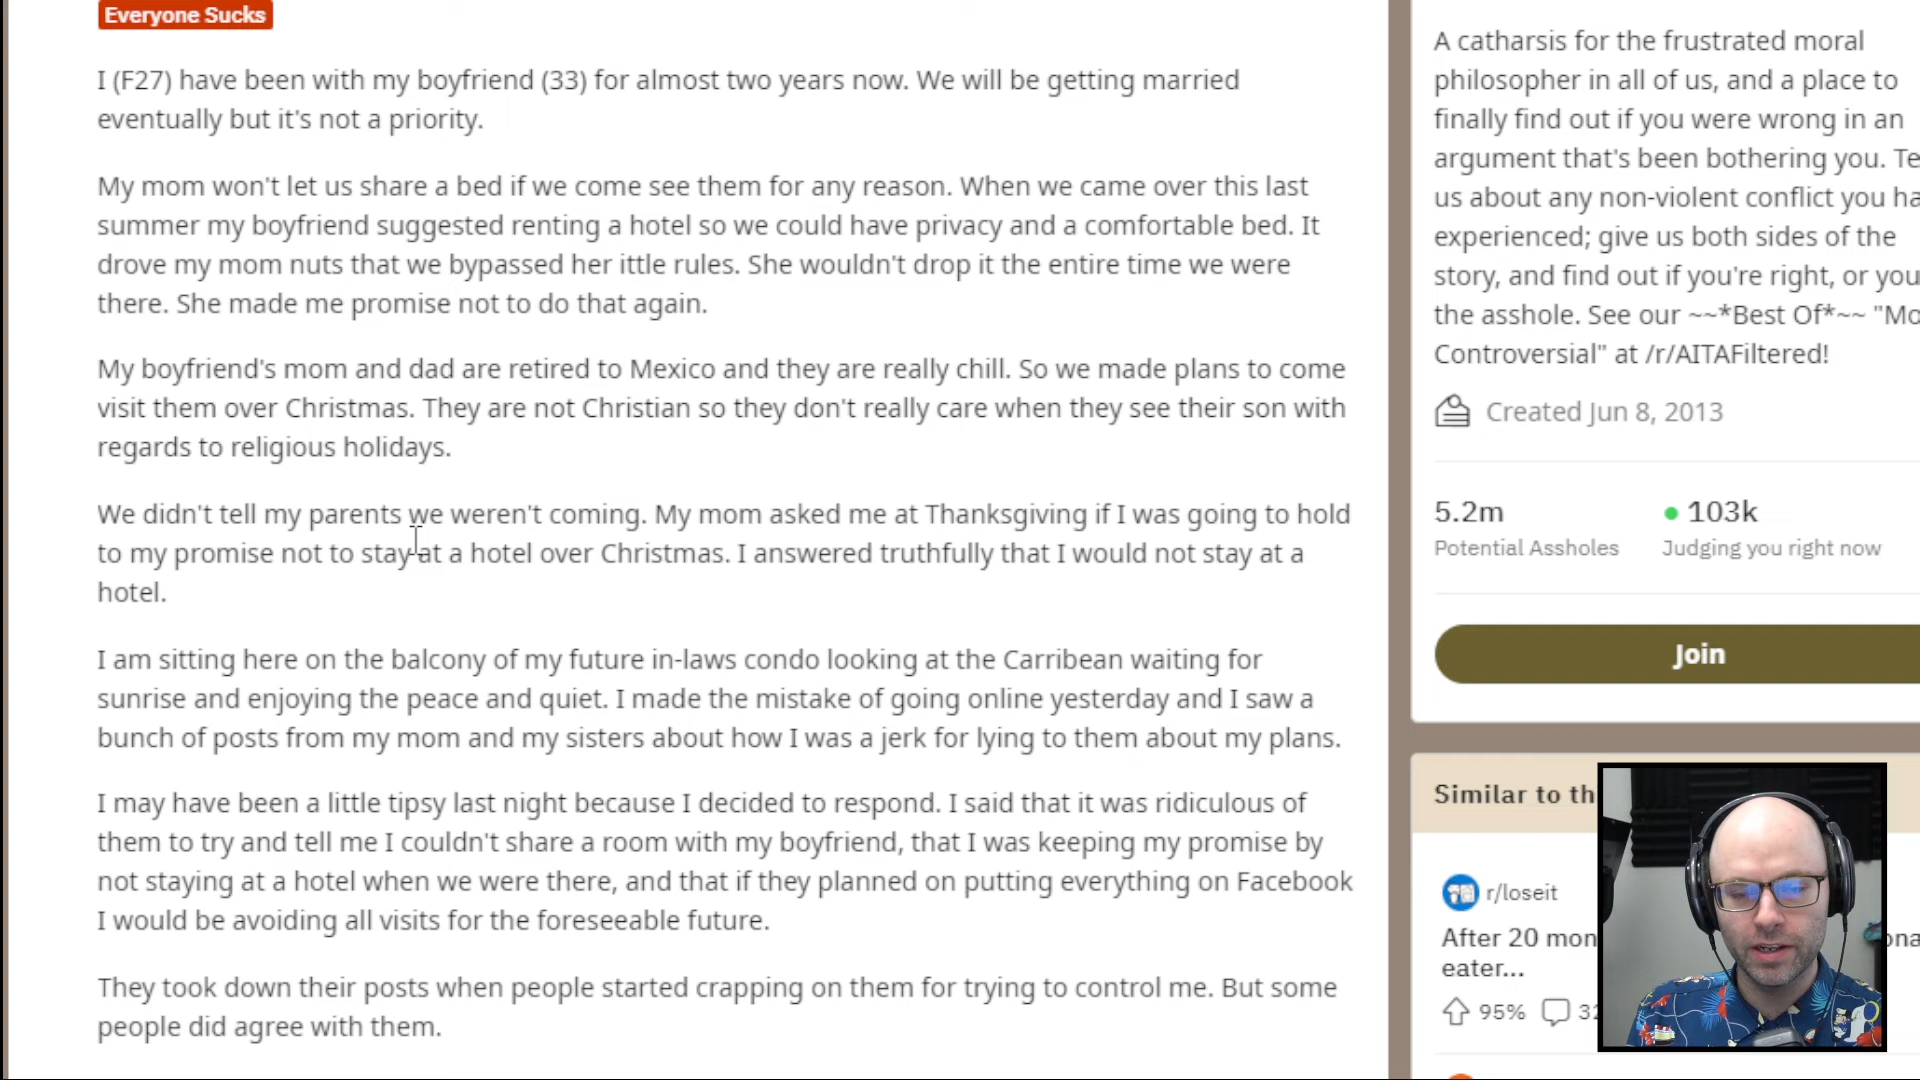 Everyone Sucks
I (F27) have been with my boyfriend (33) for almost two years now. We will be getting married
eventually but it's not a priority.
My mom won't let us share a bed if we come see them for any reason. When we came over this last
summer my boyfriend suggested renting a hotel so we could have privacy and a comfortable bed. It
drove my mom nuts that we bypassed her ittle rules. She wouldn't drop it the entire time we were
there. She made me promise not to do that again.
My boyfriend's mom and dad are retired to Mexico and they are really chill. So we made plans to come
visit them over Christmas. They are not Christian so they don't really care when they see their son with
regards to religious holidays.
We didn't tell my parents we weren't coming. My mom asked me at Thanksgiving if I was going to hold
to my promise not to stay at a hotel over Christmas. I answered truthfully that I would not stay at a
hotel.
I am sitting here on the balcony of my future in-laws condo looking at the Carribean waiting for
sunrise and enjoying the peace and quiet. I made the mistake of going online yesterday and I saw a
bunch of posts from my mom and my sisters about how I was a jerk for lying to them about my plans.
I may have been a little tipsy last night because I decided to respond. I said that it was ridiculous of
them to try and tell me I couldn't share a room with my boyfriend, that I was keeping my promise by
not staying at a hotel when we were there, and that if they planned on putting everything on Facebook
I would be avoiding all visits for the foreseeable future.
They took down their posts when people started crapping on them for trying to control me. But some
people did agree with them.
A catharsis for the frustrated moral
philosopher in all of us, and a place to
finally find out if you were wrong in an
argument that's been bothering you. Te
us about any non-violent conflict you ha
experienced; give us both sides of the
story, and find out if you're right, or you
the asshole. See our ~~*Best Of*~~ "Mo
Controversial" at /r/AITAFiltered!
Created Jun 8, 2013
5.2m
Potential Assholes
103k
Judging you right now
Join
Similar to th
r/loseit
After 20 mon
ona
eater...
95%
32